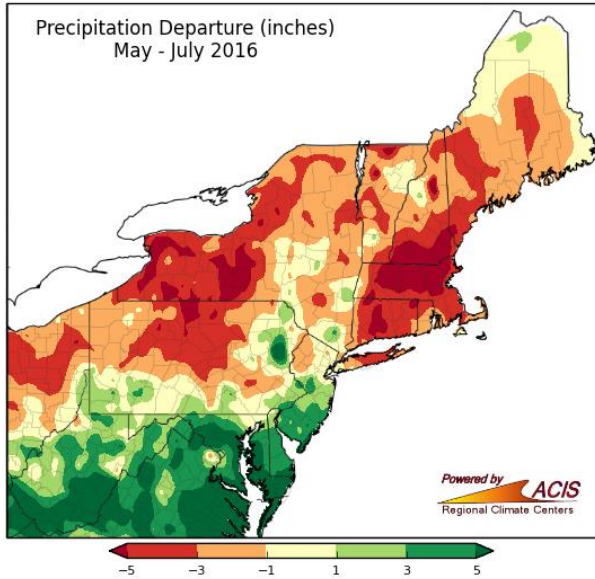 Precipitation Departure (inches)
May - July 2016
Powered by
ACIS
Regional Climate Centers
−5 −3 −1 1 3 5